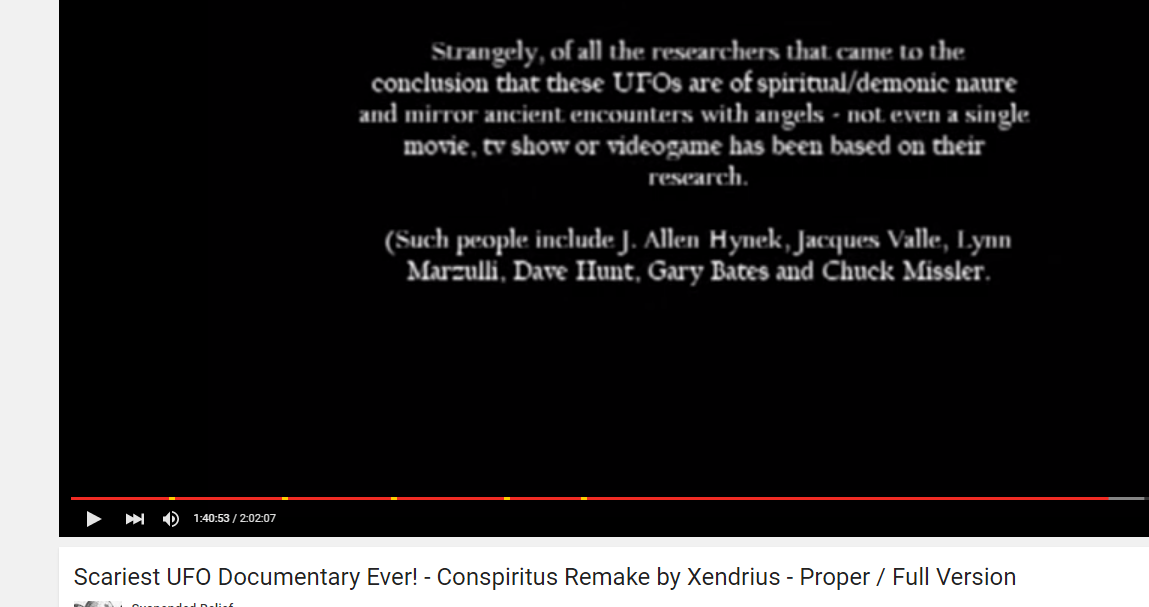 Strangely, of all the researchers that came to the
conclusion that these UFOs are of spiritual/demonic naure
and mirror ancient encounters with angels - not even a single
movie, tv show or videogame has been based on their
research.
(Such people include J. Allen Hynek, Jacques Valle, Lynn
Marzulli, Dave Hunt, Gary Bates and Chuck Missler.
1:40:53 / 2:02:07
Scariest UFO Documentary Ever! - Conspiritus Remake by Xendrius - Proper / Full Version
Suspended Belief